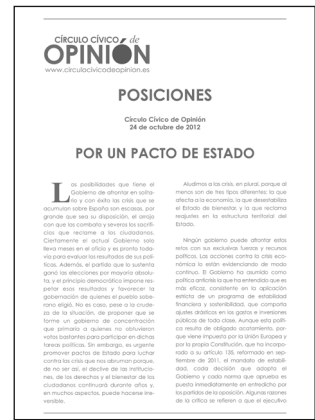 CÍRCULO CÍVICO de
OPINIÓN
www.circulocivicodeopinion.es
POSICIONES
Círculo Cívico de Opinión
24 de octubre de 2012
POR UN PACTO DE ESTADO
Las posibilidades que tiene el
Gobierno de afrontar en solita-
rio y con éxito las crisis que se
acumulan sobre España son escasas, por
grande que sea su disposición, el arrojo
con que las combata y severos los sacrifi-
cios que reclame a los ciudadanos.
Ciertamente el actual Gobierno solo
lleva meses en el oficio y es pronto toda-
vía para evaluar los resultados de sus polí-
ticas. Además, el partido que lo sustenta
ganó las elecciones por mayoría absolu-
ta, y el principio democrático impone res-
petar esos resultados y favorecer la
gobernación de quienes el pueblo sobe-
rano eligió. No es caso, pese a la crude-
za de la situación, de proponer que se
forme un gobierno de concentración
que primaría a quienes no obtuvieron
votos bastantes para participar en dichas
tareas políticas. Sin embargo, es urgente
promover pactos de Estado para luchar
contra las crisis que nos abruman porque,
de no ser así, el declive de las institucio-
nes, de los derechos y el bienestar de los
ciudadanos continuará durante años y,
en muchos aspectos, puede hacerse irre-
versible.
Aludimos a las crisis, en plural, porque al
menos son de tres tipos diferentes: la que
afecta a la economía, la que desestabiliza
el Estado de bienestar, y la que reclama
reajustes en la estructura territorial del
Estado.
Ningún gobierno puede afrontar estos
retos con sus exclusivas fuerzas y recursos
políticos. Las acciones contra la crisis eco-
nómica lo están evidenciando de modo
continuo. El Gobierno ha asumido como
política anticrisis la que ha entendido que es
más eficaz, consistente en la aplicación
estricta de un programa de estabilidad
financiera y sostenibilidad, que comporta
ajustes drásticos en los gastos e inversiones
públicas de toda clase. Aunque esta políti-
ca resulta de obligado acatamiento, por-
que viene impuesta por la Unión Europea y
por la propia Constitución, que ha incorpo-
rado a su artículo 135, reformado en sep-
tiembre de 2011, el mandato de estabili-
dad, cada decisión que adopta el
Gobierno y cada norma que aprueba es
puesta inmediatamente en entredicho por
los partidos de la oposición. Algunas razones
de la crítica se refieren a que el ejecutivo